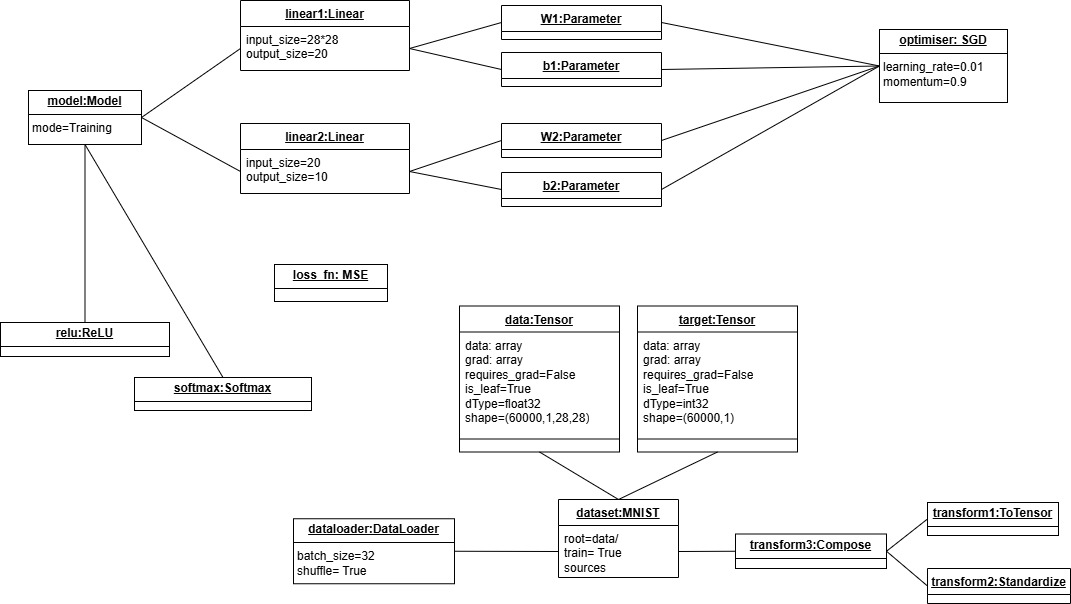 linear1:Linear
input_size=28*28
output_size=20
W1:Parameter
b1:Parameter
optimiser: SGD
learning_rate=0.01
momentum=0.9
model:Model
mode=Training
linear2:Linear
input_size=20
output_size=10
W2:Parameter
b2:Parameter
loss_fn: MSE
relu:ReLU
softmax:Softmax
data:Tensor
data: array
grad: array
requires_grad=False
is_leaf=True
dType=float32
shape=(60000,1,28,28)
target:Tensor
data: array
grad: array
requires_grad=False
is_leaf=True
dType=int32
shape=(60000,1)
dataloader:DataLoader
batch_size=32
shuffle= True
dataset:MNIST
root=data/
train= True
sources
transform3:Compose
transform1:ToTensor
transform2:Standardize